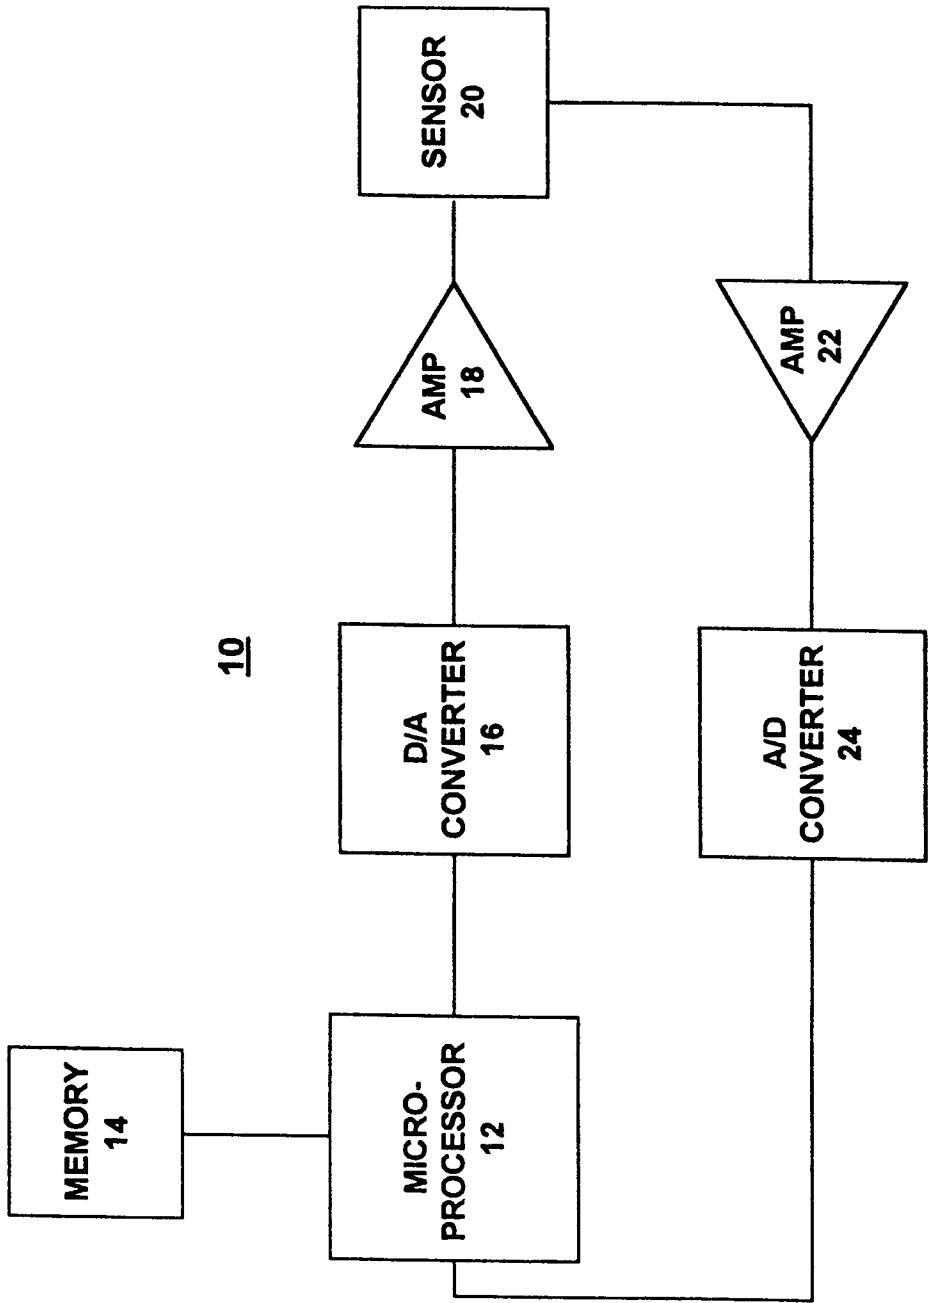 MEMORY
14
MICRO-
PROCESSOR
12
10
D/A
CONVERTER
16
AMP
18
SENSOR
20
AMP
22
A/D
CONVERTER
24